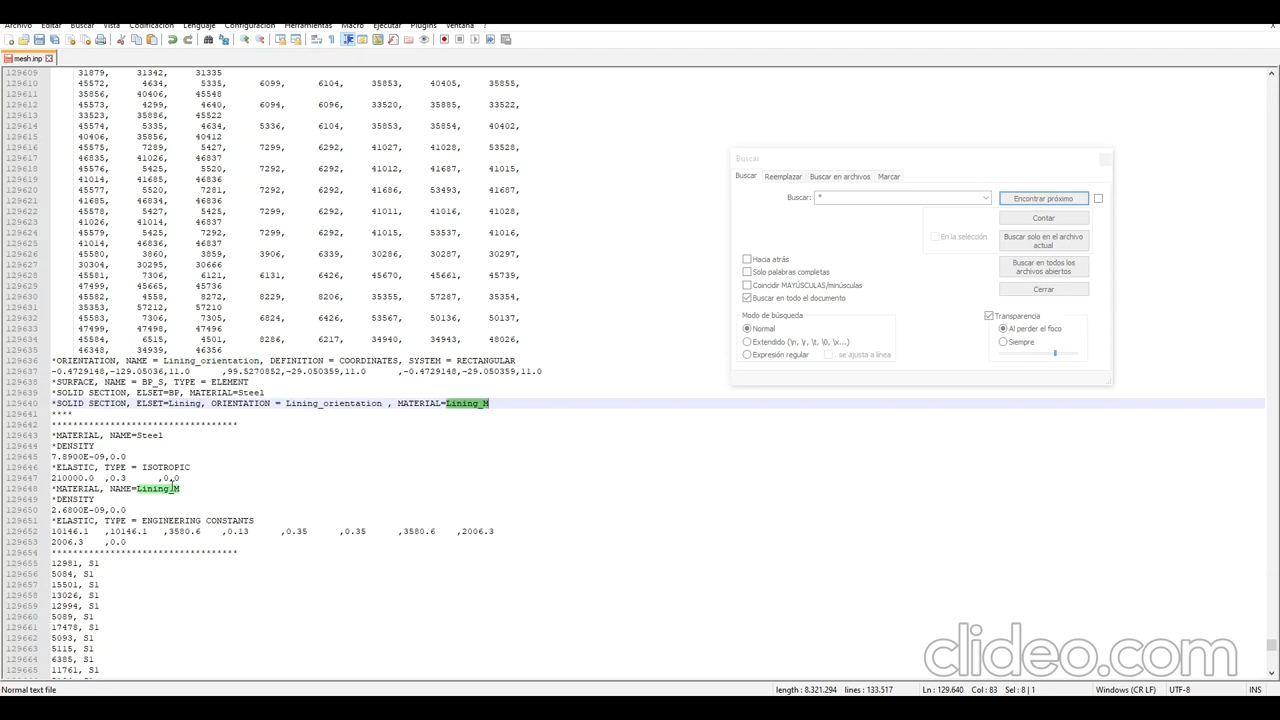 Archivo Editar Buscar Vista Codificación Lenguaje Configuración Herramientas Macro Ejecutar Plugins Ventana ?
mesh.inp
129609 31879, 31342, 31335
129610 45572, 4634, 5335, 6099, 6104, 35853, 40405, 35855,
129611 35856, 40406, 45548
129612 45573, 4299, 4640, 6094, 6096, 33520, 35885, 33522,
129613 33523, 35886, 45522
129614 45574, 5335, 4634, 5336, 6104, 35853, 35854, 40402,
129615 40406, 35856, 40412
129616 45575, 7289, 5427, 7299, 6292, 41027, 41028, 53528,
129617 46835, 41026, 46837
129618 45576, 5425, 5520, 7299, 6292, 41012, 41687, 41015,
129619 41014, 41685, 46836
129620 45577, 5520, 7281, 7292, 6292, 41686, 53493, 41687,
129621 41685, 46834, 46836
129622 45578, 5427, 5425, 7299, 6292, 41011, 41016, 41028,
129623 41026, 41014, 46837
129624 45579, 5425, 7292, 7299, 6292, 41015, 53537, 41016,
129625 41014, 46836, 46837
129626 45580, 3860, 3859, 3906, 6339, 30286, 30287, 30297,
129627 30304, 30295, 30666
129628 45581, 7306, 6121, 6131, 6426, 45670, 45661, 45739,
129629 47499, 45665, 45736
129630 45582, 4558, 8272, 8229, 8206, 35355, 57287, 35354,
129631 35353, 57212, 57210
129632 45583, 7305, 7306, 6824, 6426, 53567, 50136, 50137,
129633 47499, 47498, 47496
129634 45584, 6515, 4501, 8286, 6217, 34940, 34943, 48026,
129635 46348, 34939, 46356
129636 *ORIENTATION, NAME = Lining_orientation, DEFINITION = COORDINATES, SYSTEM = RECTANGULAR
129637 -0.4729148,-129.05036,11.0 ,99.5270852,-29.050359,11.0 ,-0.4729148,-29.050359,11.0
129638 *SURFACE, NAME = BP_S, TYPE = ELEMENT
129639 *SOLID SECTION, ELSET=BP, MATERIAL=Steel
129640 *SOLID SECTION, ELSET=Lining, ORIENTATION = Lining_orientation , MATERIAL=Lining_M
129641 ****
129642 **********************************
129643 *MATERIAL, NAME=Steel
129644 *DENSITY
129645 7.8900E-09,0.0
129646 *ELASTIC, TYPE = ISOTROPIC
129647 210000.0 ,0.3 ,0.0
129648 *MATERIAL, NAME=Lining_M
129649 *DENSITY
129650 2.6800E-09,0.0
129651 *ELASTIC, TYPE = ENGINEERING CONSTANTS
129652 10146.1 ,10146.1 ,3580.6 ,0.13 ,0.35 ,0.35 ,3580.6 ,2006.3
129653 2006.3 ,0.0
129654 **********************************
129655 12981, S1
129656 5084, S1
129657 15501, S1
129658 13026, S1
129659 12994, S1
129660 5089, S1
129661 17478, S1
129662 5093, S1
129663 5115, S1
129664 6385, S1
129665 11761, S1
Buscar
Buscar Reemplazar Buscar en archivos Marcar
Buscar: * Encontrar próximo
Contar
En la selección
Buscar solo en el archivo
actual
Hacia atrás
Buscar en todos los
archivos abiertos
Solo palabras completas
Coincidir MAYÚSCULAS/minúsculas
Cerrar
Buscar en todo el documento
Modo de búsqueda
Transparencia
Normal
Al perder el foco
Extendido (\n, \r, \t, \0, \x...)
Siempre
Expresión regular . se ajusta a línea
clideo.com
Normal text file length : 8.321.294 lines : 133.517 Ln : 129.640 Col : 83 Sel : 8 | 1 Windows (CR LF) UTF-8 INS